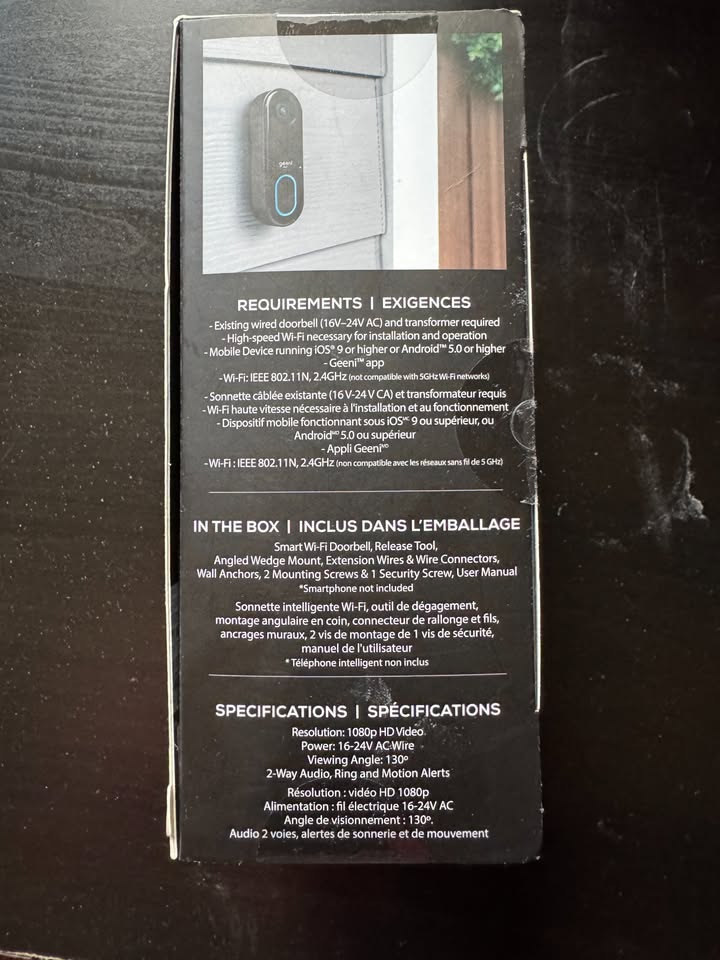 geeni
REQUIREMENTS | EXIGENCES
- Existing wired doorbell (16V–24V AC) and transformer required
- High-speed Wi-Fi necessary for installation and operation
- Mobile Device running iOS® 9 or higher or Android™ 5.0 or higher
- Geeni™ app
- Wi-Fi: IEEE 802.11N, 2.4GHz (not compatible with 5GHz Wi-Fi networks)
- Sonnette câblée existante (16 V-24 V CA) et transformateur requis
- Wi-Fi haute vitesse nécessaire à l'installation et au fonctionnement
- Dispositif mobile fonctionnant sous iOSᴹᶜ 9 ou supérieur, ou
Androidᴹᴰ 5.0 ou supérieur
- Appli Geeniᴹᴰ
- Wi-Fi : IEEE 802.11N, 2.4GHz (non compatible avec les réseaux sans fil de 5 GHz)
IN THE BOX | INCLUS DANS L'EMBALLAGE
Smart Wi-Fi Doorbell, Release Tool,
Angled Wedge Mount, Extension Wires & Wire Connectors,
Wall Anchors, 2 Mounting Screws & 1 Security Screw, User Manual
*Smartphone not included
Sonnette intelligente Wi-Fi, outil de dégagement,
montage angulaire en coin, connecteur de rallonge et fils,
ancrages muraux, 2 vis de montage de 1 vis de sécurité,
manuel de l'utilisateur
* Téléphone intelligent non inclus
SPECIFICATIONS | SPÉCIFICATIONS
Resolution: 1080p HD Video
Power: 16-24V AC Wire
Viewing Angle: 130º
2-Way Audio, Ring and Motion Alerts
Résolution : vidéo HD 1080p
Alimentation : fil électrique 16-24V AC
Angle de visionnement : 130º.
Audio 2 voies, alertes de sonnerie et de mouvement